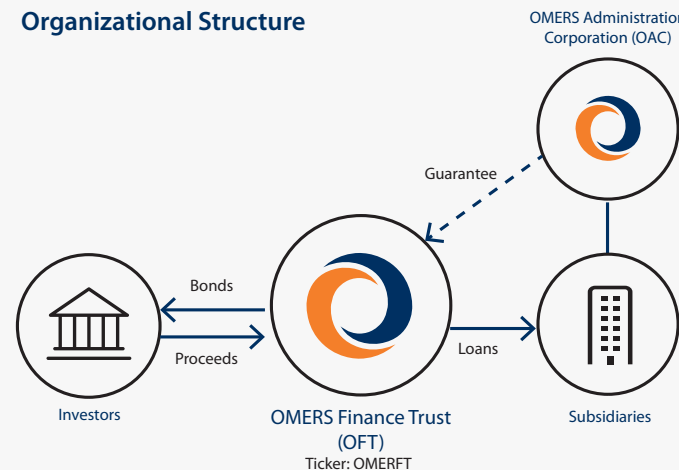 Organizational Structure
OMERS Administration
Corporation (OAC)
Guarantee
Bonds
Proceeds
Loans
Investors
OMERS Finance Trust
(OFT)
Ticker: OMERFT
Subsidiaries